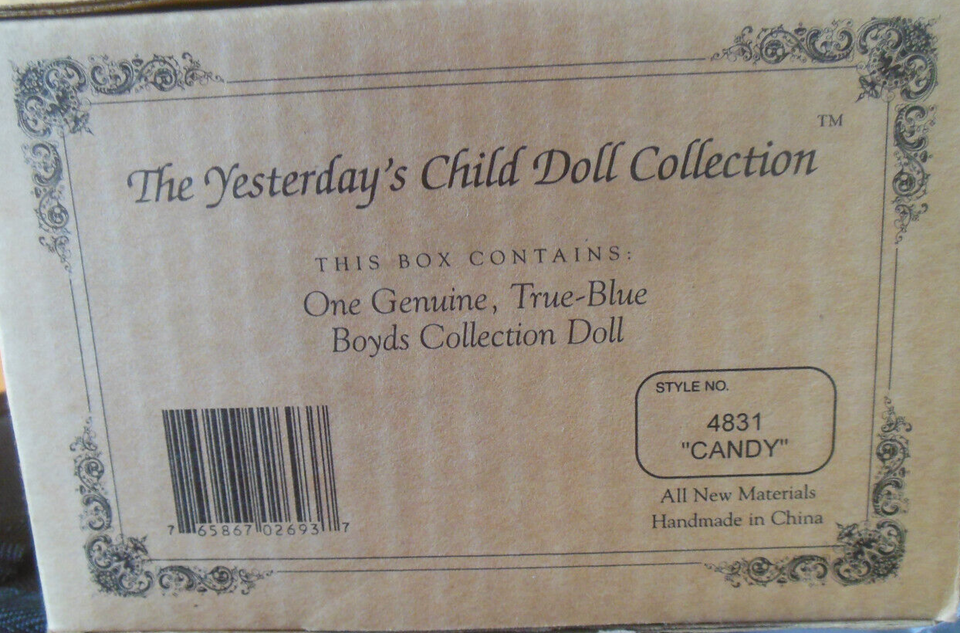 The Yesterday's Child Doll Collection ™
THIS BOX CONTAINS:
One Genuine, True-Blue
Boyds Collection Doll
STYLE NO.
4831
"CANDY"
All New Materials
Handmade in China
7 65867 02693 7